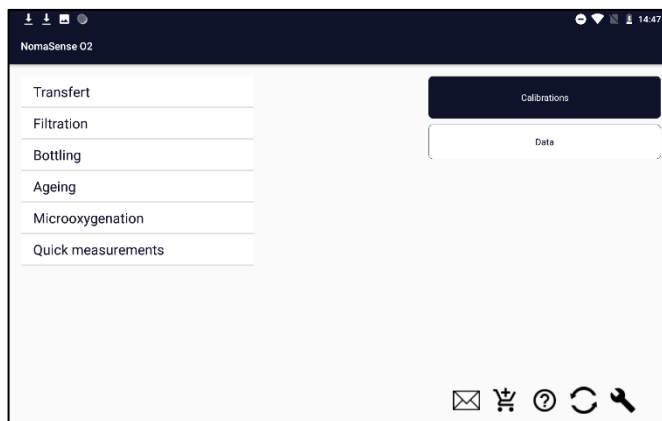 14:47
NomaSense O2
Transfert
Filtration
Bottling
Ageing
Microoxygenation
Quick measurements
Calibrations
Data